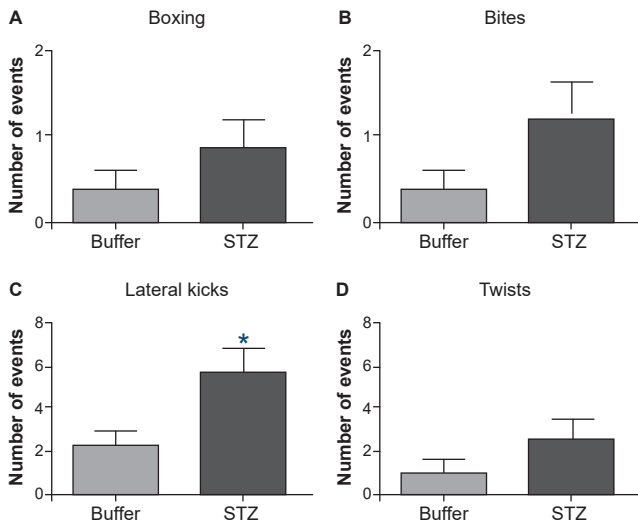 A Boxing
Number of events
2
1
0
Buffer STZ
B Bites
Number of events
2
1
0
Buffer STZ
C Lateral kicks
Number of events
8
6
4
2
0
*
Buffer STZ
D Twists
Number of events
8
6
4
2
0
Buffer STZ